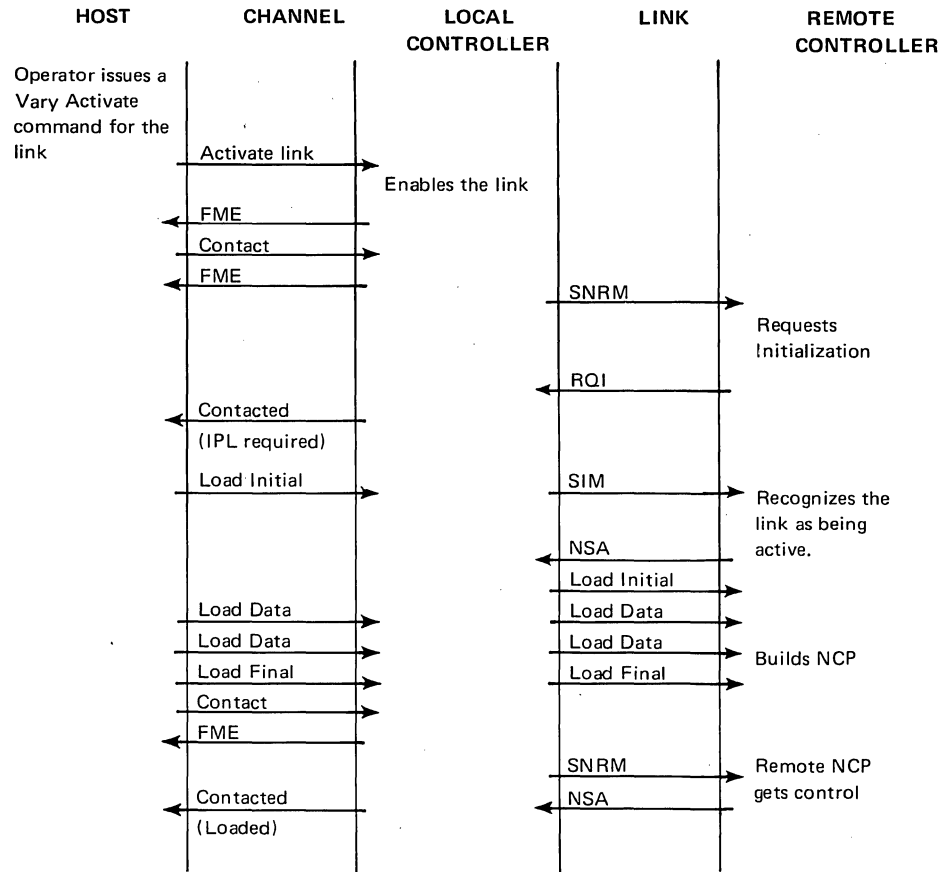 HOST
CHANNEL
LOCAL
CONTROLLER
LINK
REMOTE
CONTROLLER
Operator issues a
Vary Activate
command for the
link
Activate link
Enables the link
FME
Contact
FME
SNRM
Requests
Initialization
RQI
Contacted
(IPL required)
Load Initial
SIM
Recognizes the
link as being
active.
NSA
Load Initial
Load Data
Load Data
Load Data
Load Data
Builds NCP
Load Final
Load Final
Contact
FME
SNRM
Remote NCP
gets control
Contacted
(Loaded)
NSA